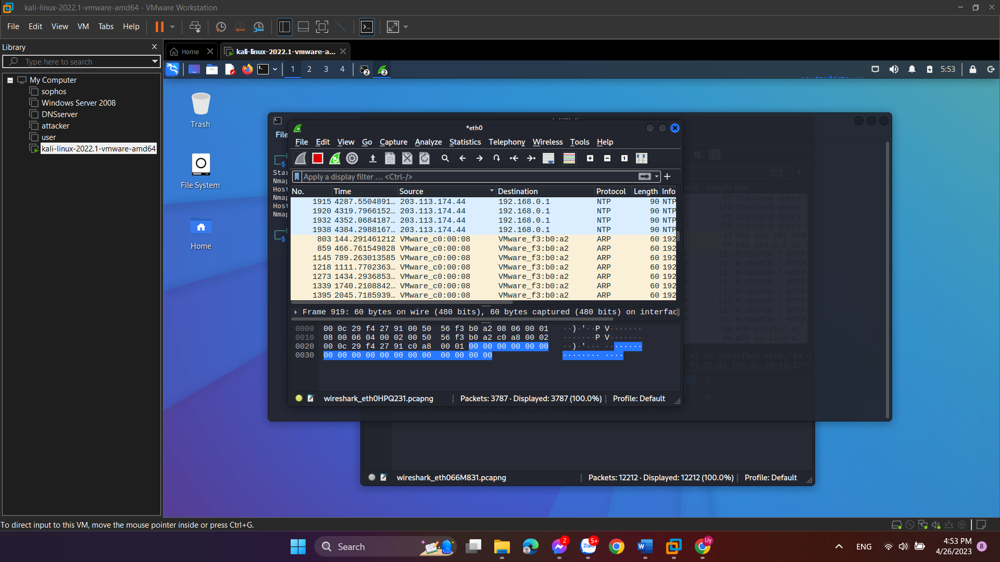 kali-linux-2022.1-vmware-amd64 - VMware Workstation
File Edit View VM Tabs Help
Library
Type here to search
My Computer
sophos
Windows Server 2008
DNSserver
attacker
user
kali-linux-2022.1-vmware-amd64
Home
kali-linux-2022.1-vmware-a...
1 2 3 4 2 2 5:53
Trash
File System
Home
File
Star
Nmap
Host
Nmap
Host
Nmap
*eth0
File Edit View Go Capture Analyze Statistics Telephony Wireless Tools Help
Apply a display filter ... <Ctrl-/>
No. Time Source Destination Protocol Length Info
1915 4287.5504891... 203.113.174.44 192.168.0.1 NTP 90 NTP
1920 4319.7966152... 203.113.174.44 192.168.0.1 NTP 90 NTP
1932 4352.0684187... 203.113.174.44 192.168.0.1 NTP 90 NTP
1938 4384.2988167... 203.113.174.44 192.168.0.1 NTP 90 NTP
803 144.291461212 VMware_c0:00:08 VMware_f3:b0:a2 ARP 60 192
859 466.761549828 VMware_c0:00:08 VMware_f3:b0:a2 ARP 60 192
1145 789.263013585 VMware_c0:00:08 VMware_f3:b0:a2 ARP 60 192
1218 1111.7702363... VMware_c0:00:08 VMware_f3:b0:a2 ARP 60 192
1273 1434.2936853... VMware_c0:00:08 VMware_f3:b0:a2 ARP 60 192
1339 1740.2108842... VMware_c0:00:08 VMware_f3:b0:a2 ARP 60 192
1395 2045.7185939... VMware_c0:00:08 VMware_f3:b0:a2 ARP 60 192
Frame 919: 60 bytes on wire (480 bits), 60 bytes captured (480 bits) on interfac
0000 00 0c 29 f4 27 91 00 50 56 f3 b0 a2 08 06 00 01 ··)·'··P V·······
0010 08 00 06 04 00 02 00 50 56 f3 b0 a2 c0 a8 00 02 ·······P V·······
0020 00 0c 29 f4 27 91 c0 a8 00 01 00 00 00 00 00 00 ··)·'··· ········
0030 00 00 00 00 00 00 00 00 00 00 00 00 ········ ····
wireshark_eth0HPQ231.pcapng Packets: 3787 · Displayed: 3787 (100.0%) Profile: Default
Length Info
85 Standard query
105 Standard query
85 Standard query
105 Standard query
42 Who has 192.168
60 192.168.0.2 is
217 M-SEARCH * HTTP
217 M-SEARCH * HTTP
217 M-SEARCH * HTTP
217 M-SEARCH * HTTP
217 M-SEARCH * HTTP
217 M-SEARCH * HTTP
217 M-SEARCH * HTTP
217 M-SEARCH * HTTP
90 NTP Version 4,
90 NTP Version 4,
on interface eth0, id
f4:27:91 (00:0c:29:f4:27:
wireshark_eth066M831.pcapng Packets: 12212 · Displayed: 12212 (100.0%) Profile: Default
To direct input to this VM, move the mouse pointer inside or press Ctrl+G.
Search
2
Zalo
5+
W
Uy
ENG
4:53 PM
4/26/2023
8